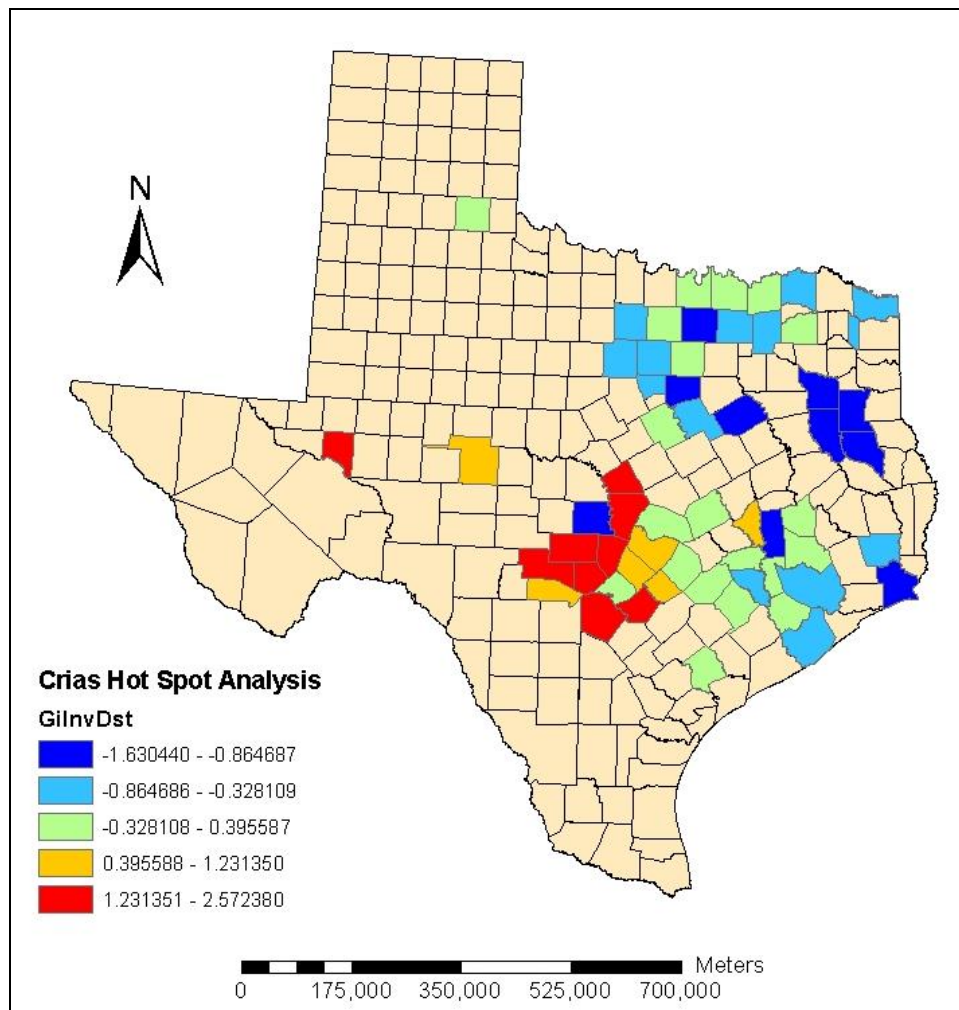 N
Crias Hot Spot Analysis
GiInvDst
-1.630440 - -0.864687
-0.864686 - -0.328109
-0.328108 - 0.395587
0.395588 - 1.231350
1.231351 - 2.572380
Meters
0 175,000 350,000 525,000 700,000